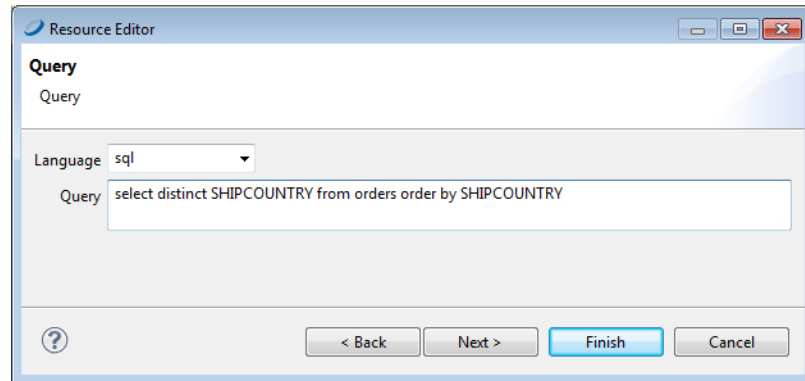 Resource Editor
Query
Query
Language sql
Query select distinct SHIPCOUNTRY from orders order by SHIPCOUNTRY
? < Back Next > Finish Cancel